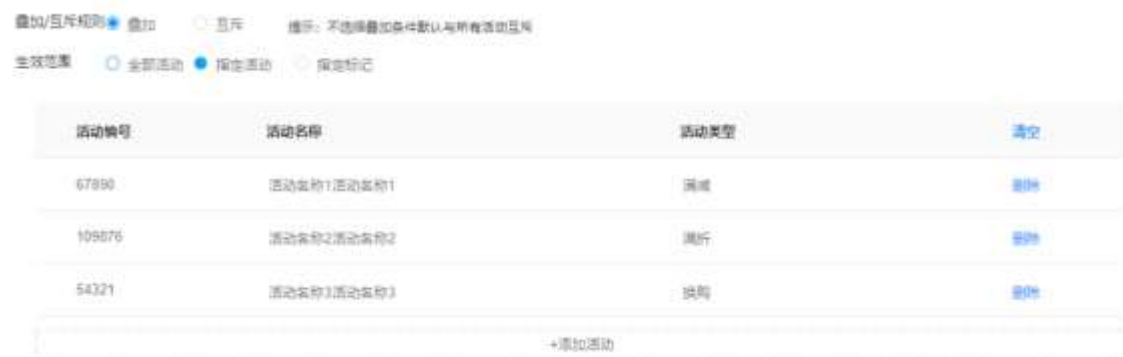 叠加/互斥规则 叠加 互斥 提示：不选择叠加条件默认与所有活动互斥
生效范围 全部活动 指定活动 指定标记
活动编号 活动名称 活动类型 清空
67890 活动名称1活动名称1 满减 删除
109876 活动名称2活动名称2 满折 删除
54321 活动名称3活动名称3 换购 删除
+添加活动